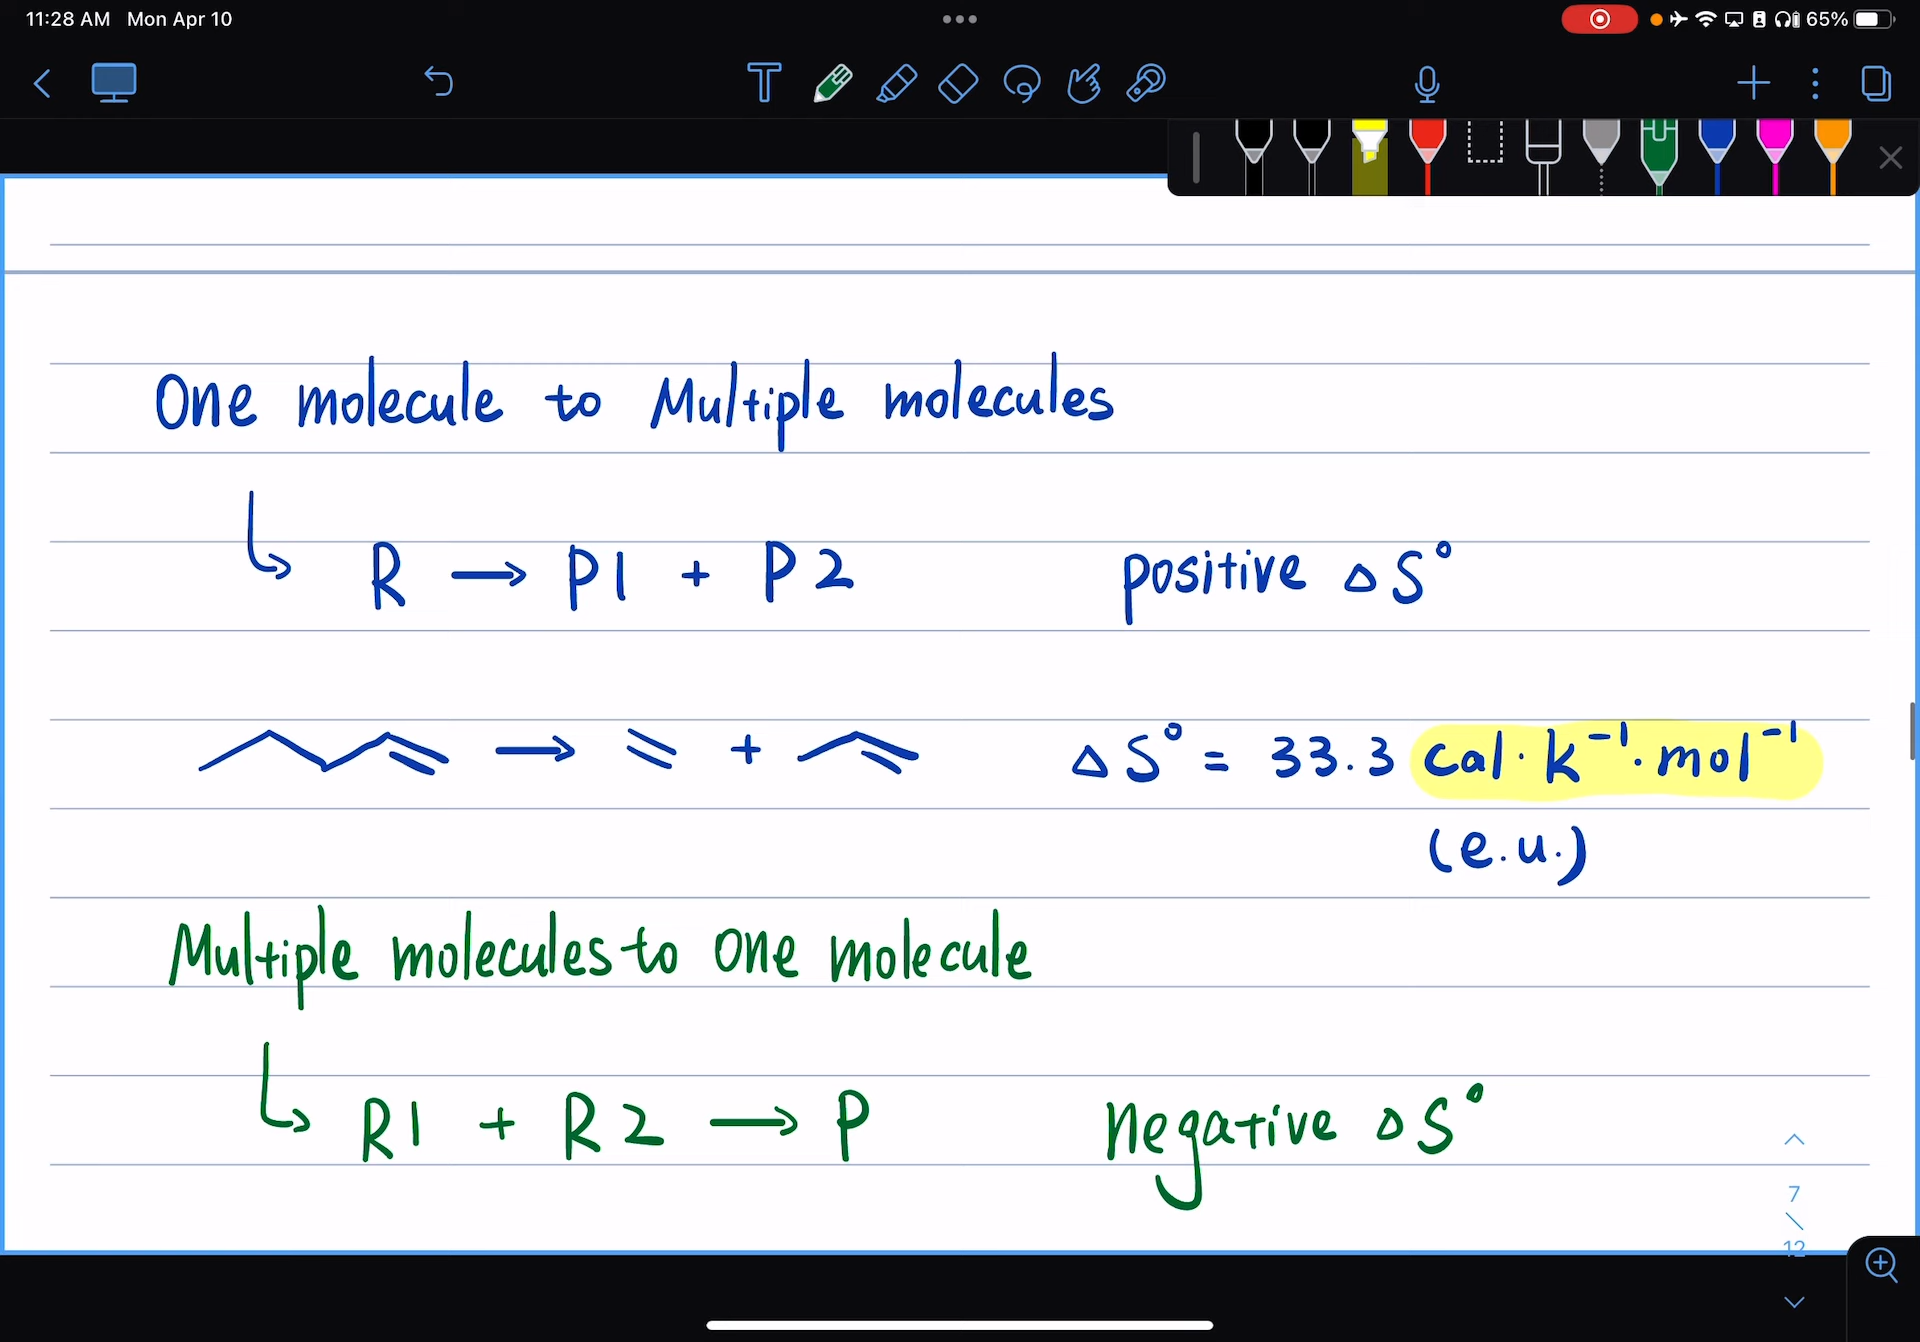 11:28 AM Mon Apr 10
65%
One molecule to Multiple molecules
R → P1 + P2 positive ΔS°
→ + ΔS° = 33.3 cal·k⁻¹·mol⁻¹
(e.u.)
Multiple molecules to one molecule
R1 + R2 → P negative ΔS°
7
12